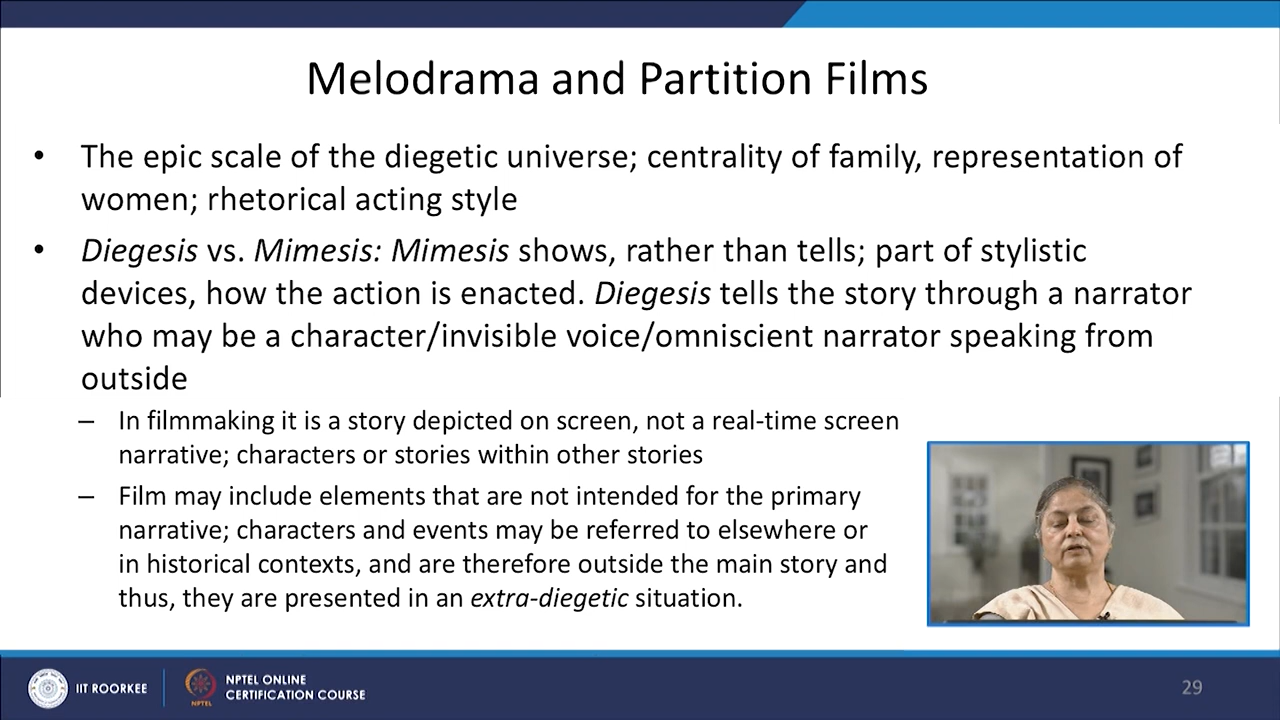 Melodrama and Partition Films
• The epic scale of the diegetic universe; centrality of family, representation of
women; rhetorical acting style
• Diegesis vs. Mimesis: Mimesis shows, rather than tells; part of stylistic
devices, how the action is enacted. Diegesis tells the story through a narrator
who may be a character/invisible voice/omniscient narrator speaking from
outside
– In filmmaking it is a story depicted on screen, not a real-time screen
narrative; characters or stories within other stories
– Film may include elements that are not intended for the primary
narrative; characters and events may be referred to elsewhere or
in historical contexts, and are therefore outside the main story and
thus, they are presented in an extra-diegetic situation.
IIT ROORKEE
NPTEL
NPTEL ONLINE
CERTIFICATION COURSE
29